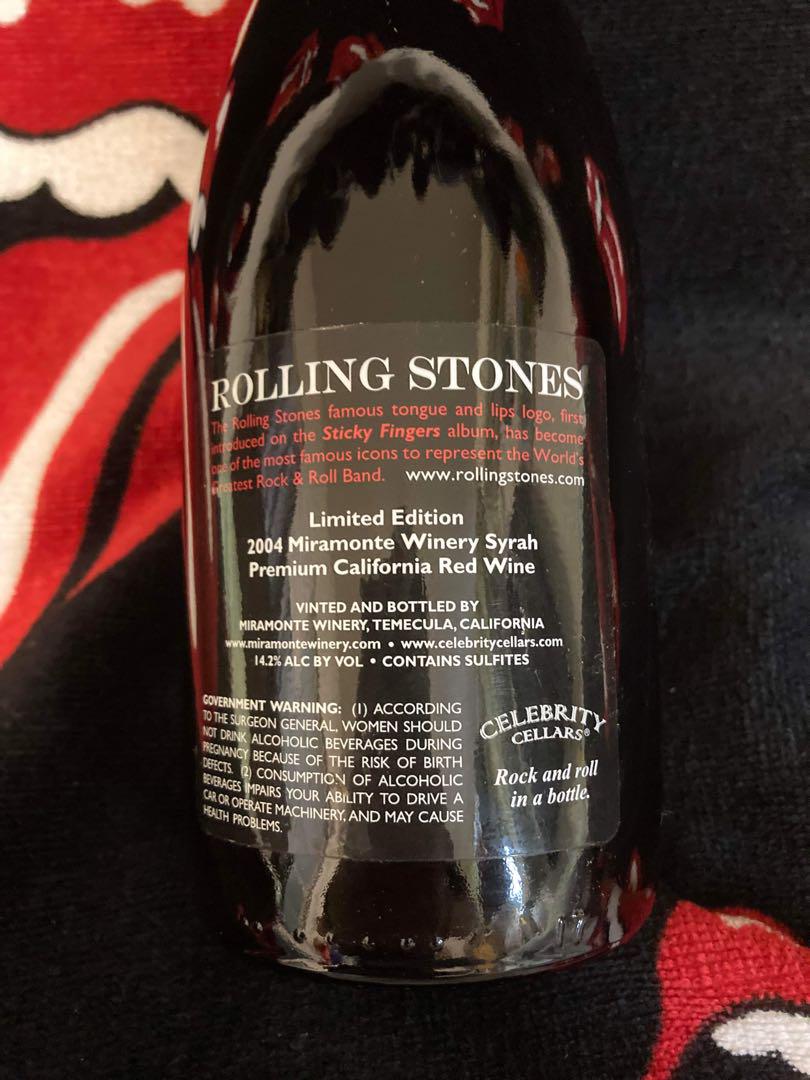 ROLLING STONES
The Rolling Stones famous tongue and lips logo, first
introduced on the Sticky Fingers album, has become
one of the most famous icons to represent the World's
Greatest Rock & Roll Band. www.rollingstones.com
Limited Edition
2004 Miramonte Winery Syrah
Premium California Red Wine
VINTED AND BOTTLED BY
MIRAMONTE WINERY, TEMECULA, CALIFORNIA
www.miramontewinery.com • www.celebritycellars.com
14.2% ALC BY VOL • CONTAINS SULFITES
GOVERNMENT WARNING: (1) ACCORDING
TO THE SURGEON GENERAL, WOMEN SHOULD
NOT DRINK ALCOHOLIC BEVERAGES DURING
PREGNANCY BECAUSE OF THE RISK OF BIRTH
DEFECTS. (2) CONSUMPTION OF ALCOHOLIC
BEVERAGES IMPAIRS YOUR ABILITY TO DRIVE A
CAR OR OPERATE MACHINERY, AND MAY CAUSE
HEALTH PROBLEMS.
CELEBRITY
CELLARS®
Rock and roll
in a bottle.